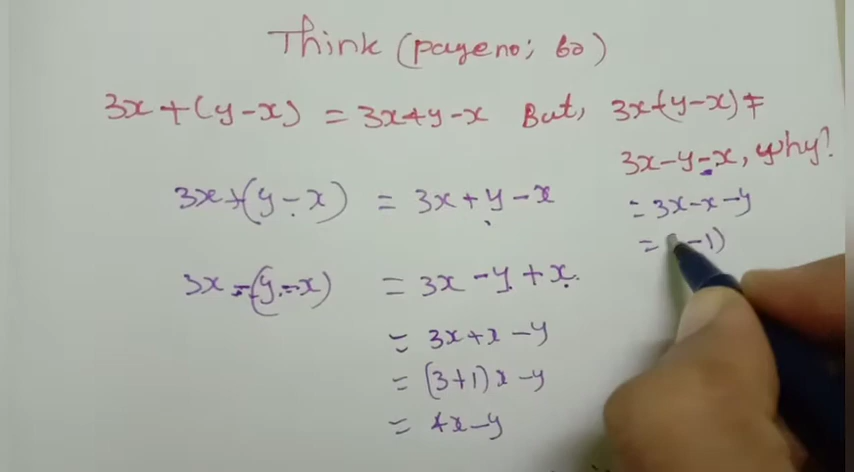 Think (page no; 60)
3x+(y-x) = 3x+y-x But, 3x-(y-x) ≠
3x-y-x, why?
3x+(y-x) = 3x+y-x
= 3x-x-y
= -1)
3x-(y-x) = 3x-y+x.
= 3x+x-y
= (3+1)x-y
= 4x-y